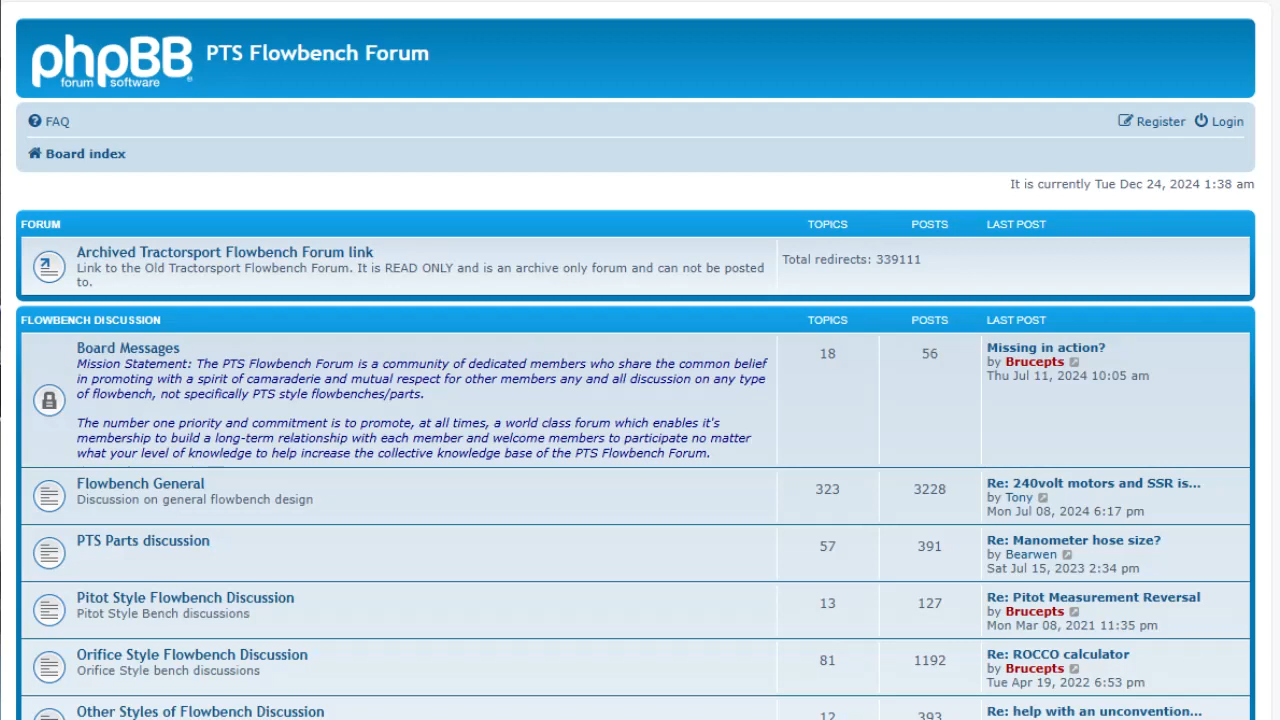 phpBB
forum software
PTS Flowbench Forum
FAQ
Register Login
Board index
It is currently Tue Dec 24, 2024 1:38 am
FORUM TOPICS POSTS LAST POST
Archived Tractorsport Flowbench Forum link
Link to the Old Tractorsport Flowbench Forum. It is READ ONLY and is an archive only forum and can not be posted
to.
Total redirects: 339111
FLOWBENCH DISCUSSION TOPICS POSTS LAST POST
Board Messages
Mission Statement: The PTS Flowbench Forum is a community of dedicated members who share the common belief
in promoting with a spirit of camaraderie and mutual respect for other members any and all discussion on any type
of flowbench, not specifically PTS style flowbenches/parts.
The number one priority and commitment is to promote, at all times, a world class forum which enables it's
membership to build a long-term relationship with each member and welcome members to participate no matter
what your level of knowledge to help increase the collective knowledge base of the PTS Flowbench Forum.
18
56
Missing in action?
by Brucepts
Thu Jul 11, 2024 10:05 am
Flowbench General
Discussion on general flowbench design
323
3228
Re: 240volt motors and SSR is...
by Tony
Mon Jul 08, 2024 6:17 pm
PTS Parts discussion
57
391
Re: Manometer hose size?
by Bearwen
Sat Jul 15, 2023 2:34 pm
Pitot Style Flowbench Discussion
Pitot Style Bench discussions
13
127
Re: Pitot Measurement Reversal
by Brucepts
Mon Mar 08, 2021 11:35 pm
Orifice Style Flowbench Discussion
Orifice Style bench discussions
81
1192
Re: ROCCO calculator
by Brucepts
Tue Apr 19, 2022 6:53 pm
Other Styles of Flowbench Discussion
12
393
Re: help with an unconvention...